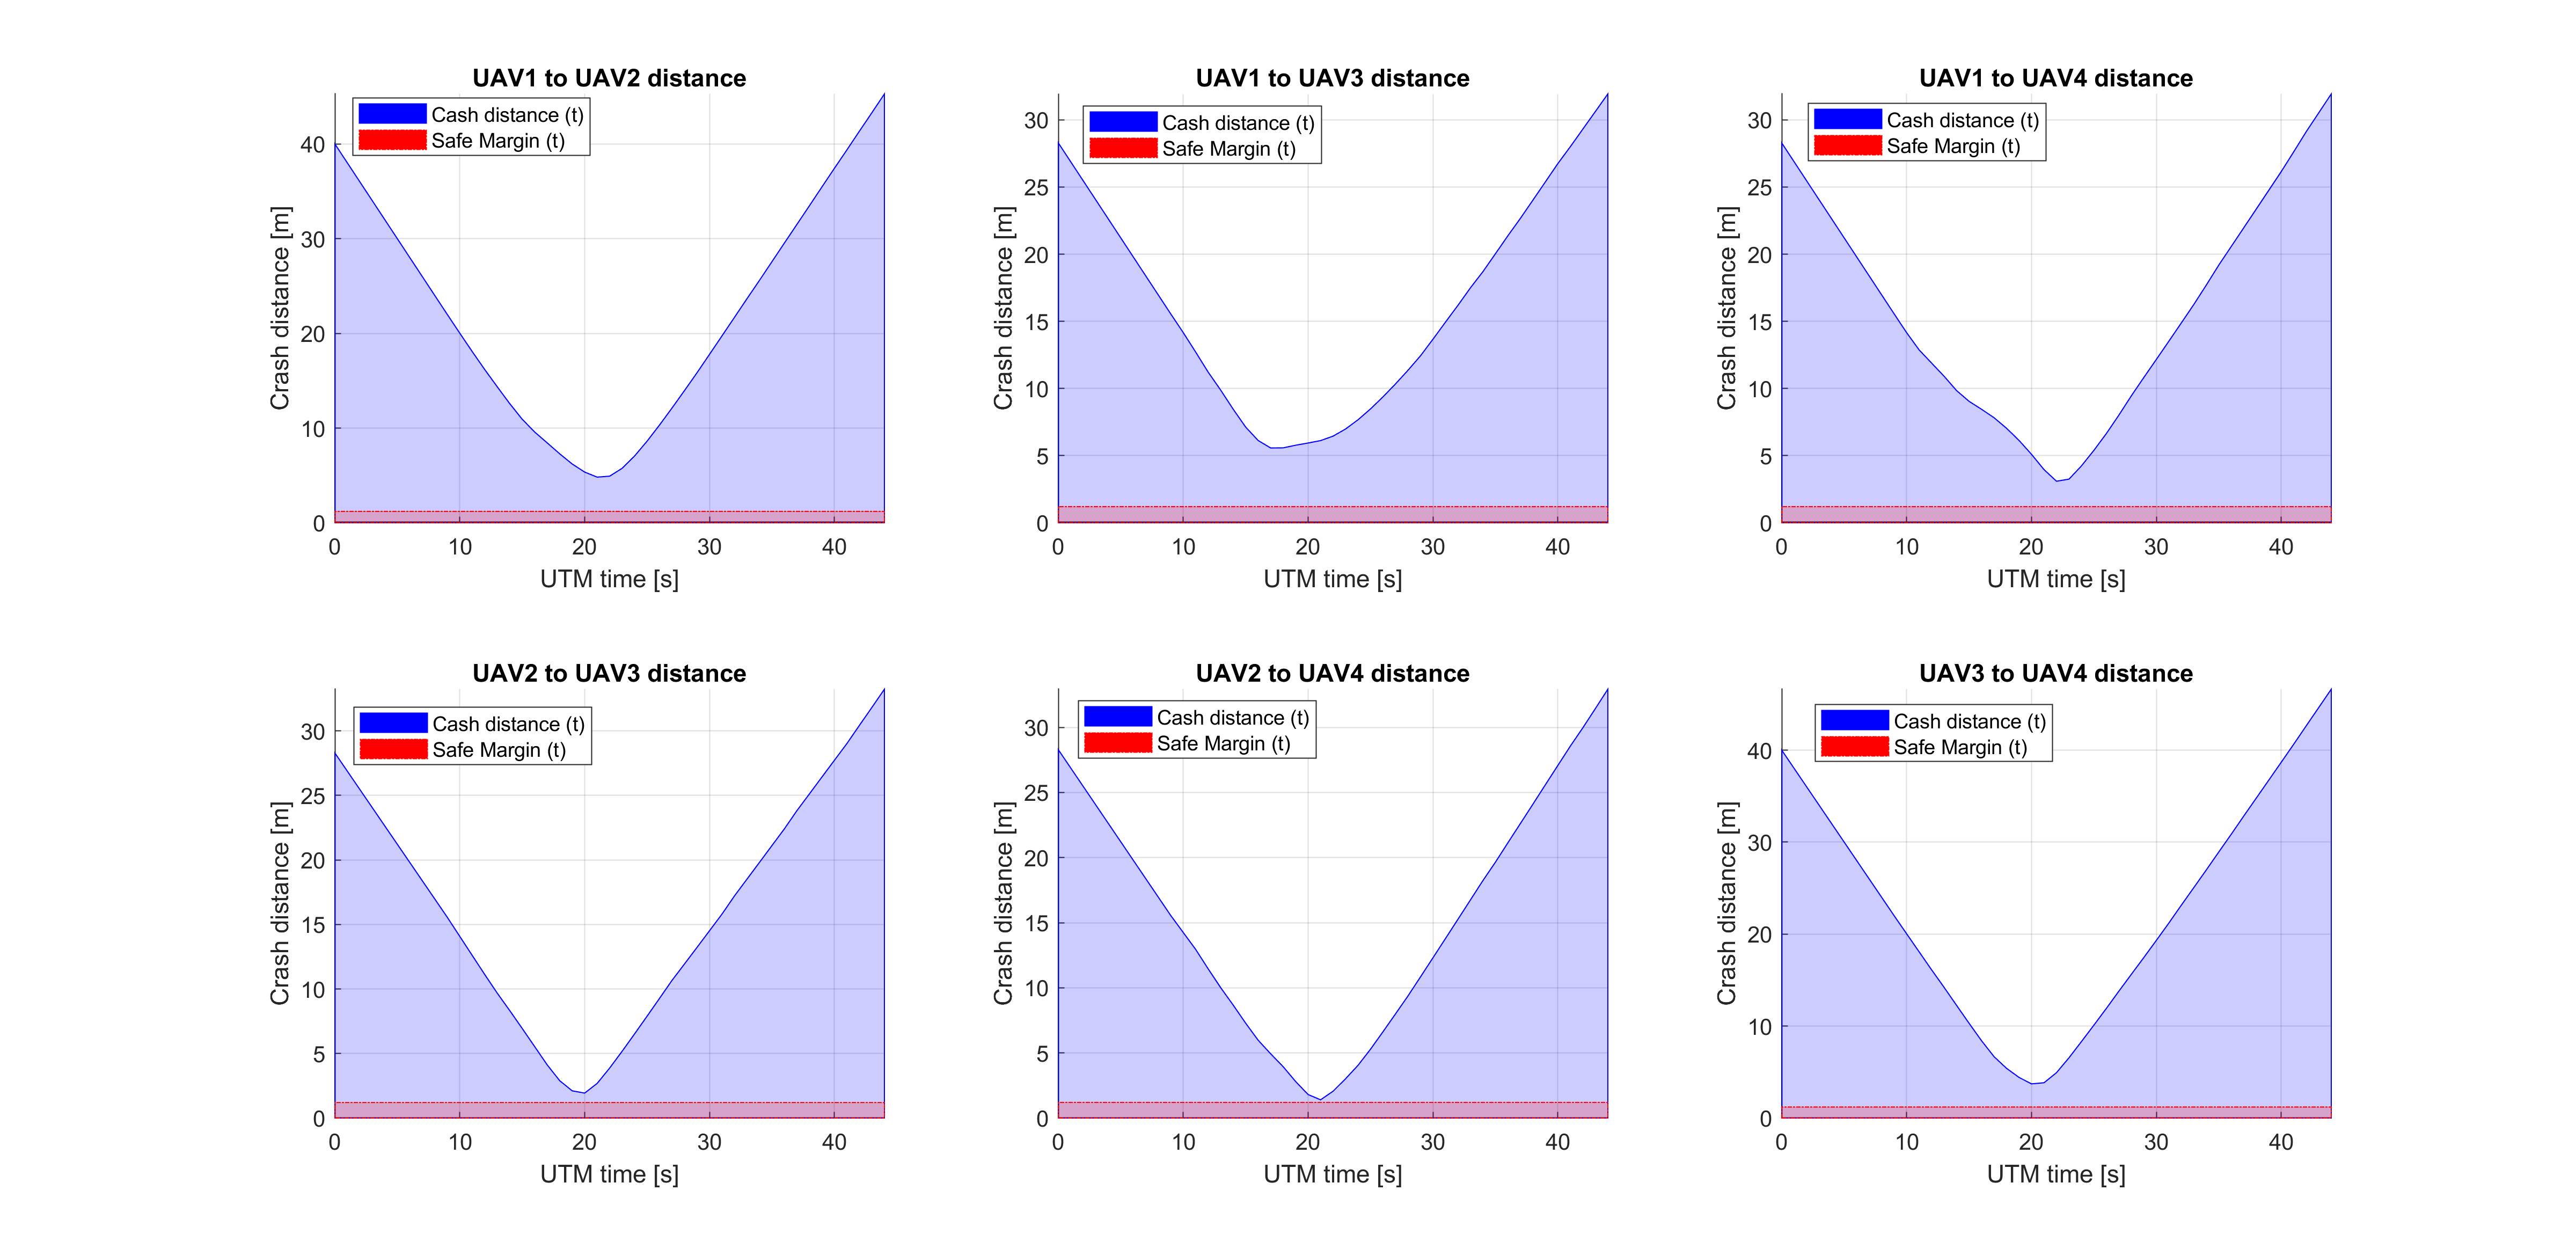 UAV1 to UAV2 distance
Cash distance (t)
Safe Margin (t)
Crash distance [m]
40
30
20
10
0
0 10 20 30 40
UTM time [s]
UAV1 to UAV3 distance
Cash distance (t)
Safe Margin (t)
Crash distance [m]
30
25
20
15
10
5
0
0 10 20 30 40
UTM time [s]
UAV1 to UAV4 distance
Cash distance (t)
Safe Margin (t)
Crash distance [m]
30
25
20
15
10
5
0
0 10 20 30 40
UTM time [s]
UAV2 to UAV3 distance
Cash distance (t)
Safe Margin (t)
Crash distance [m]
30
25
20
15
10
5
0
0 10 20 30 40
UTM time [s]
UAV2 to UAV4 distance
Cash distance (t)
Safe Margin (t)
Crash distance [m]
30
25
20
15
10
5
0
0 10 20 30 40
UTM time [s]
UAV3 to UAV4 distance
Cash distance (t)
Safe Margin (t)
Crash distance [m]
40
30
20
10
0
0 10 20 30 40
UTM time [s]